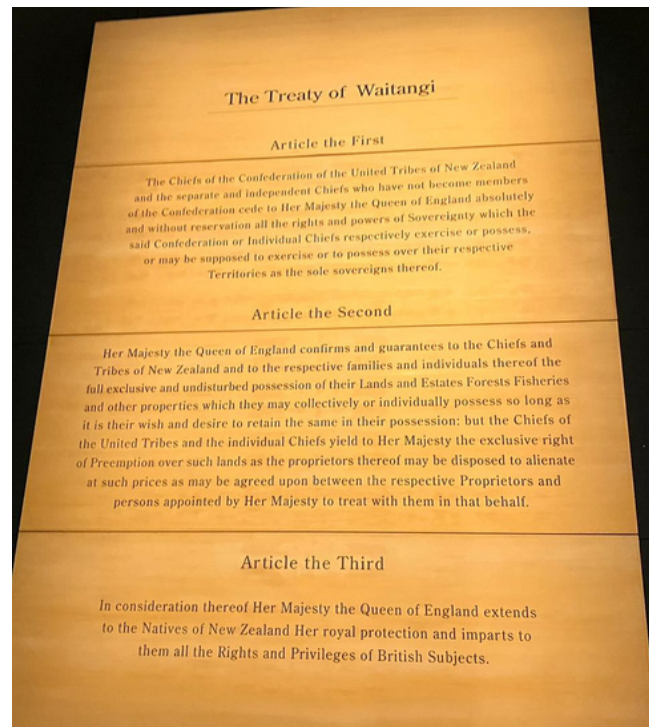 The Treaty of Waitangi
Article the First
The Chiefs of the Confederation of the United Tribes of New Zealand
and the separate and independent Chiefs who have not become members
of the Confederation cede to Her Majesty the Queen of England absolutely
and without reservation all the rights and powers of Sovereignty which the
said Confederation or Individual Chiefs respectively exercise or possess,
or may be supposed to exercise or to possess over their respective
Territories as the sole sovereigns thereof.
Article the Second
Her Majesty the Queen of England confirms and guarantees to the Chiefs and
Tribes of New Zealand and to the respective families and individuals thereof the
full exclusive and undisturbed possession of their Lands and Estates Forests Fisheries
and other properties which they may collectively or individually possess so long as
it is their wish and desire to retain the same in their possession: but the Chiefs of
the United Tribes and the individual Chiefs yield to Her Majesty the exclusive right
of Preemption over such lands as the proprietors thereof may be disposed to alienate
at such prices as may be agreed upon between the respective Proprietors and
persons appointed by Her Majesty to treat with them in that behalf.
Article the Third
In consideration thereof Her Majesty the Queen of England extends
to the Natives of New Zealand Her royal protection and imparts to
them all the Rights and Privileges of British Subjects.